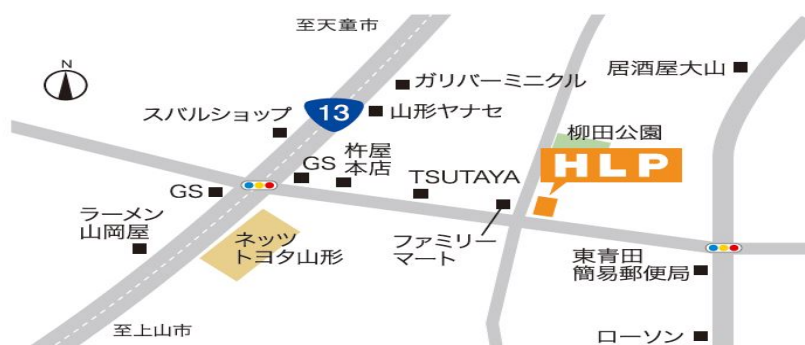 至天童市
N
ガリバーミニクル
居酒屋大山
13
山形ヤナセ
スバルショップ
柳田公園
杵屋
本店
GS
HLP
TSUTAYA
GS
ラーメン
山岡屋
ネッツ
トヨタ山形
ファミリー
マート
東青田
簡易郵便局
至上山市
ローソン